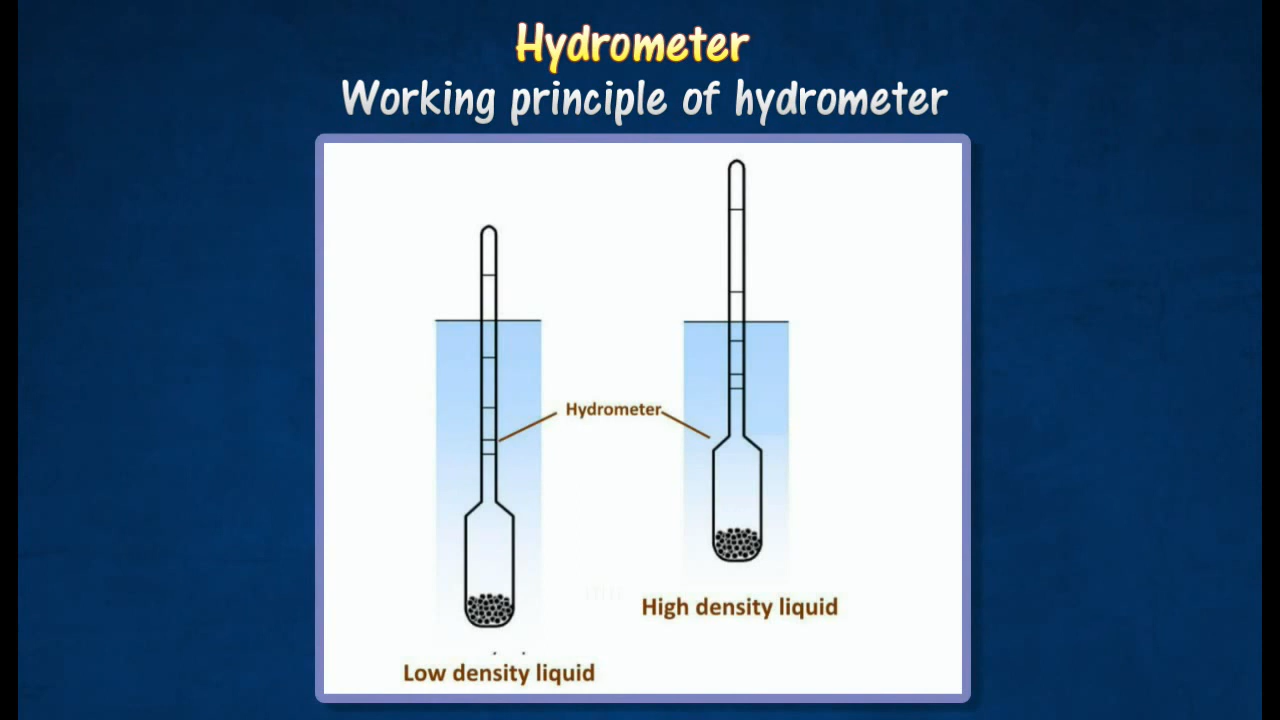 Hydrometer
Working principle of hydrometer
Hydrometer
High density liquid
Low density liquid